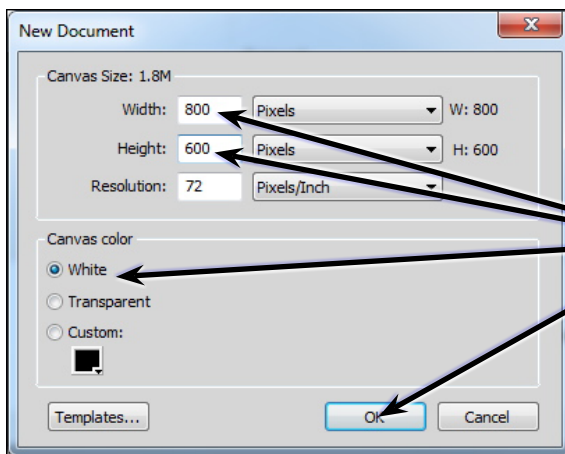 New Document
Canvas Size: 1.8M
Width: 800 Pixels W: 800
Height: 600 Pixels H: 600
Resolution: 72 Pixels/Inch
Canvas color
White
Transparent
Custom:
Templates... OK Cancel